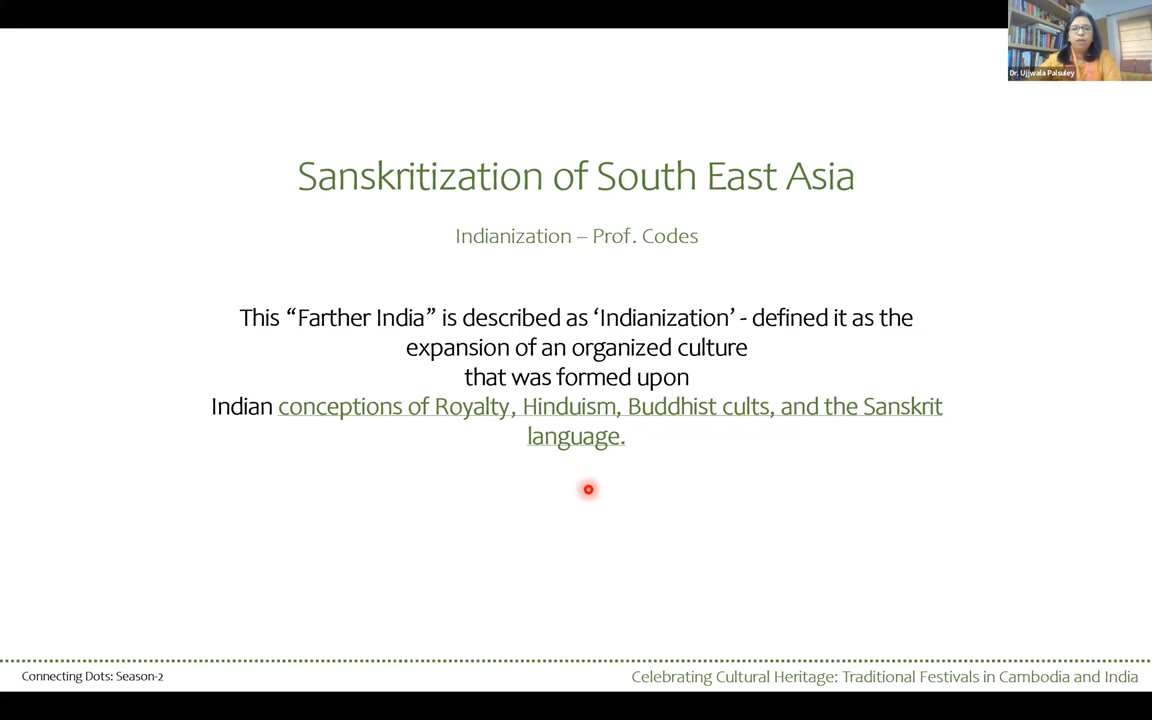 Dr. Ujjwala Palsuley
Sanskritization of South East Asia
Indianization – Prof. Codes
This “Farther India” is described as ‘Indianization’ - defined it as the
expansion of an organized culture
that was formed upon
Indian conceptions of Royalty, Hinduism, Buddhist cults, and the Sanskrit
language.
Connecting Dots: Season-2
Celebrating Cultural Heritage: Traditional Festivals in Cambodia and India